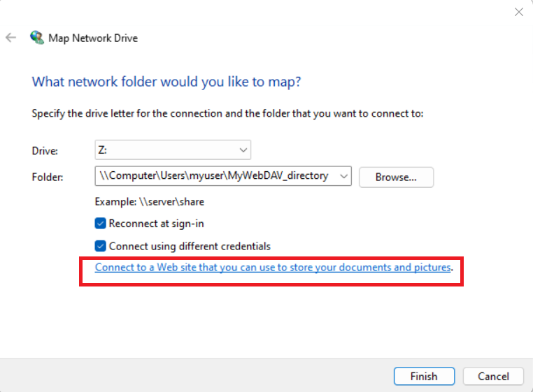 Map Network Drive
What network folder would you like to map?
Specify the drive letter for the connection and the folder that you want to connect to:
Drive: Z:
Folder: \\Computer\Users\myuser\MyWebDAV_directory Browse...
Example: \\server\share
Reconnect at sign-in
Connect using different credentials
Connect to a Web site that you can use to store your documents and pictures.
Finish Cancel